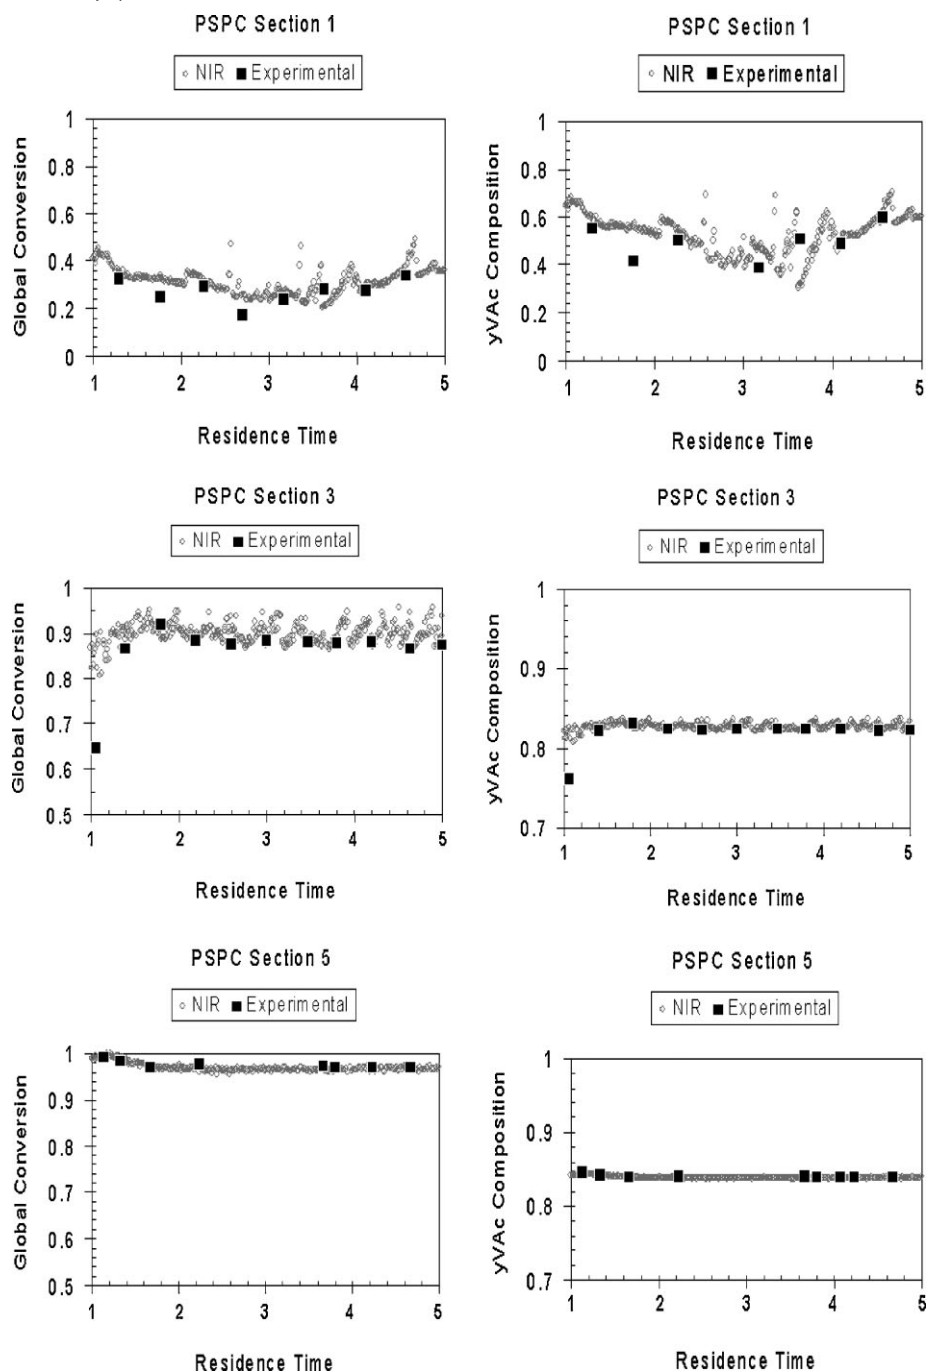 PSPC Section 1
NIR Experimental
Global Conversion
1
0.8
0.6
0.4
0.2
0
1 2 3 4 5
Residence Time
PSPC Section 1
NIR Experimental
yVAc Composition
1
0.8
0.6
0.4
0.2
0
1 2 3 4 5
Residence Time
PSPC Section 3
NIR Experimental
Global Conversion
1
0.9
0.8
0.7
0.6
0.5
1 2 3 4 5
Residence Time
PSPC Section 3
NIR Experimental
yVAc Composition
1
0.9
0.8
0.7
1 2 3 4 5
Residence Time
PSPC Section 5
NIR Experimental
Global Conversion
1
0.9
0.8
0.7
0.6
0.5
1 2 3 4 5
Residence Time
PSPC Section 5
NIR Experimental
yVAc Composition
1
0.9
0.8
0.7
1 2 3 4 5
Residence Time